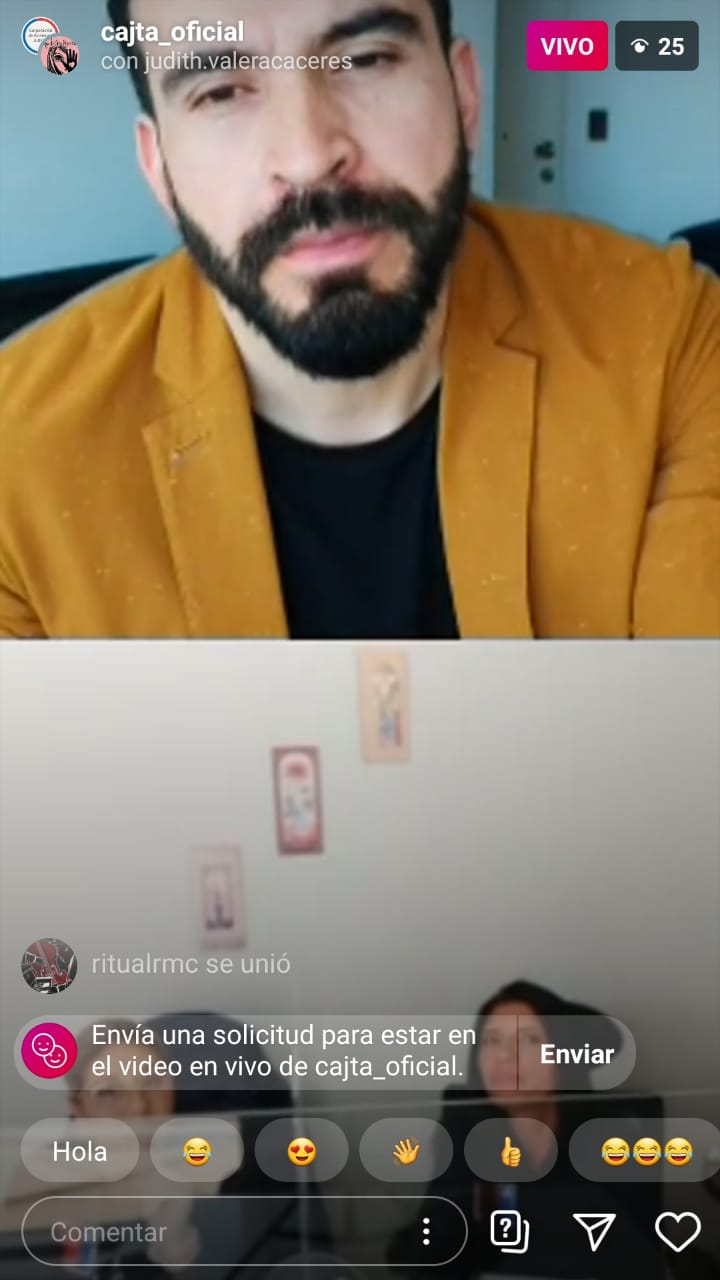 cajta_oficial
con judith.valeracaceres
VIVO
25
ritualrmc se unió
Envía una solicitud para estar en
el video en vivo de cajta_oficial.
Enviar
Hola
Comentar